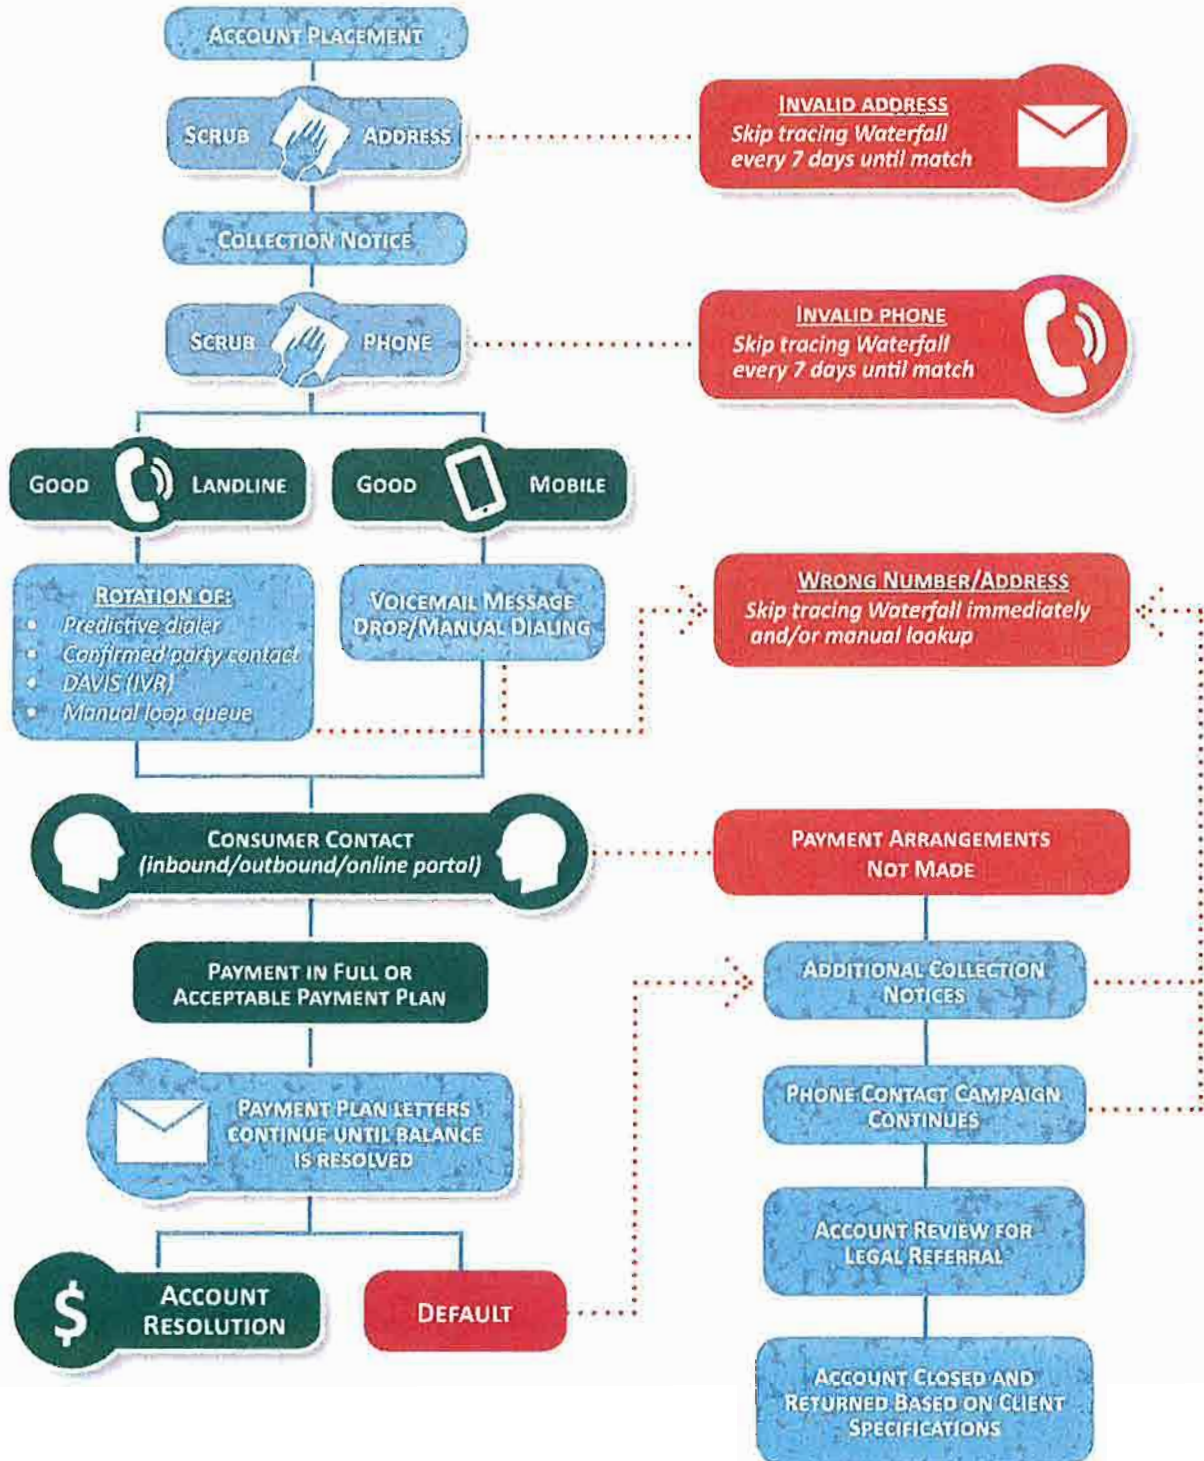 ACCOUNT PLACEMENT
SCRUB ADDRESS
INVALID ADDRESS
Skip tracing Waterfall
every 7 days until match
COLLECTION NOTICE
SCRUB PHONE
INVALID PHONE
Skip tracing Waterfall
every 7 days until match
GOOD LANDLINE
GOOD MOBILE
ROTATION OF:
• Predictive dialer
• Confirmed party contact
• DAVIS (IVR)
• Manual loop queue
VOICEMAIL MESSAGE
DROP/MANUAL DIALING
WRONG NUMBER/ADDRESS
Skip tracing Waterfall immediately
and/or manual lookup
CONSUMER CONTACT
(inbound/outbound/online portal)
PAYMENT ARRANGEMENTS
NOT MADE
PAYMENT IN FULL OR
ACCEPTABLE PAYMENT PLAN
ADDITIONAL COLLECTION
NOTICES
PAYMENT PLAN LETTERS
CONTINUE UNTIL BALANCE
IS RESOLVED
PHONE CONTACT CAMPAIGN
CONTINUES
ACCOUNT REVIEW FOR
LEGAL REFERRAL
$ ACCOUNT
RESOLUTION
DEFAULT
ACCOUNT CLOSED AND
RETURNED BASED ON CLIENT
SPECIFICATIONS